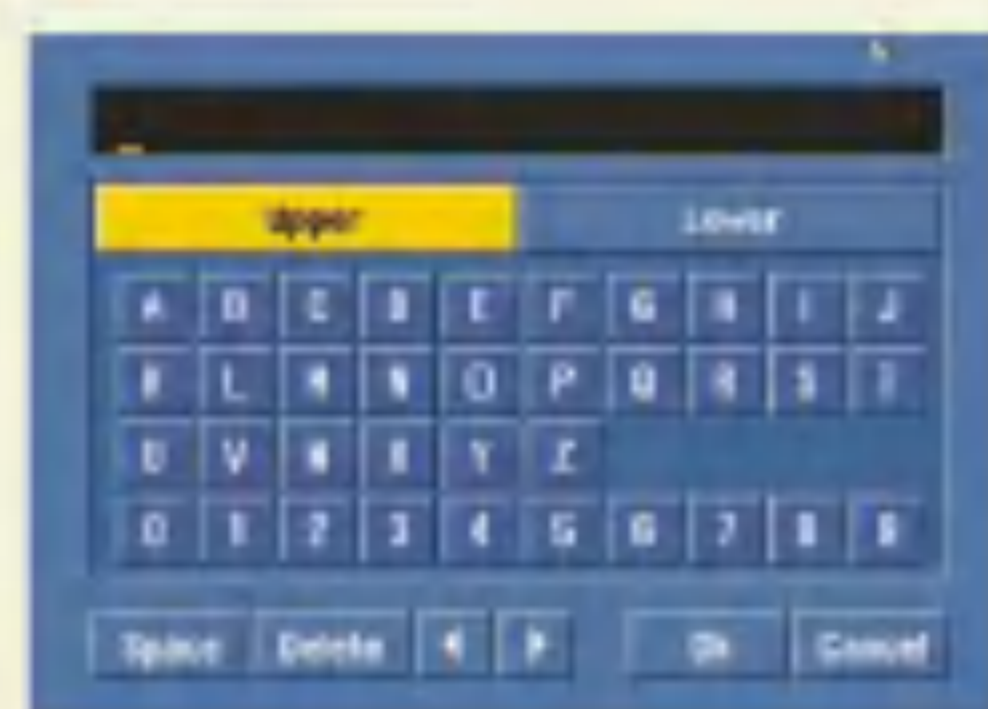 Upper Lower
A B C D E F G H I J
K L M N O P Q R S T
U V W X Y Z
0 1 2 3 4 5 6 7 8 9
Space Delete Ok Cancel